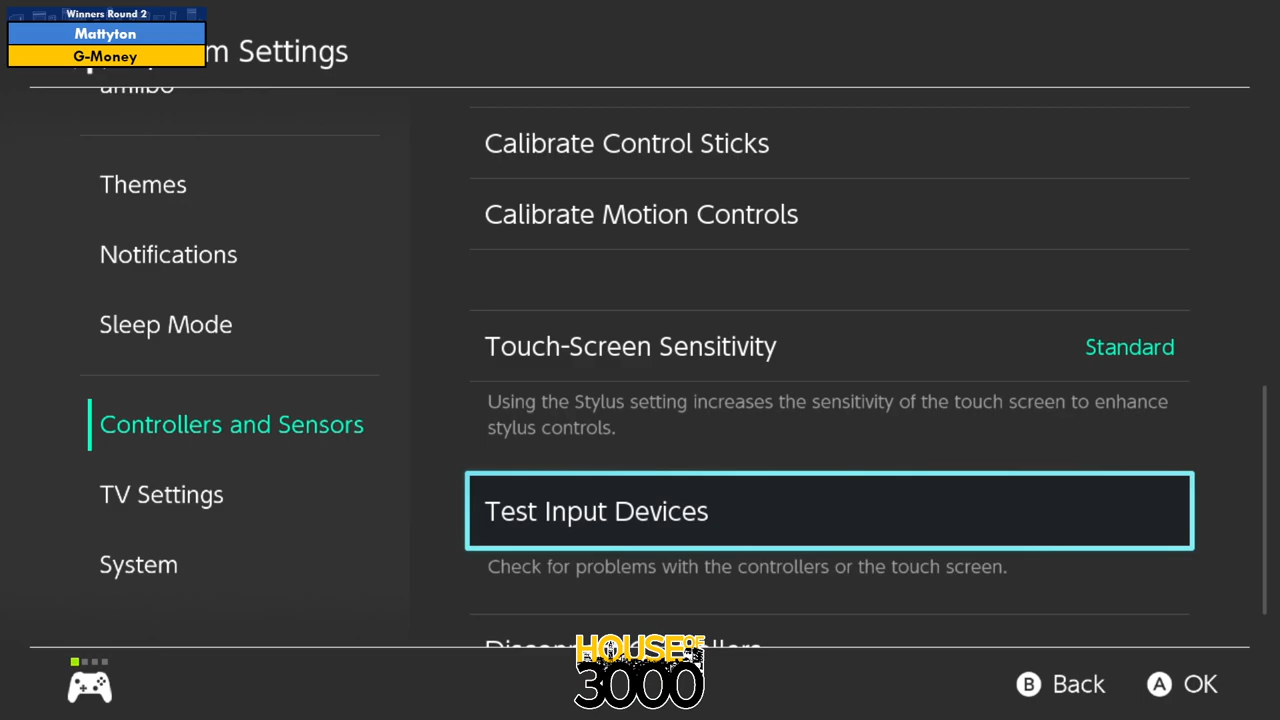 Winners Round 2
Mattyton
G-Money
m Settings
amiibo
Themes
Notifications
Sleep Mode
Controllers and Sensors
TV Settings
System
Calibrate Control Sticks
Calibrate Motion Controls
Touch-Screen Sensitivity Standard
Using the Stylus setting increases the sensitivity of the touch screen to enhance
stylus controls.
Test Input Devices
Check for problems with the controllers or the touch screen.
HOUSE OF
3000
B Back A OK